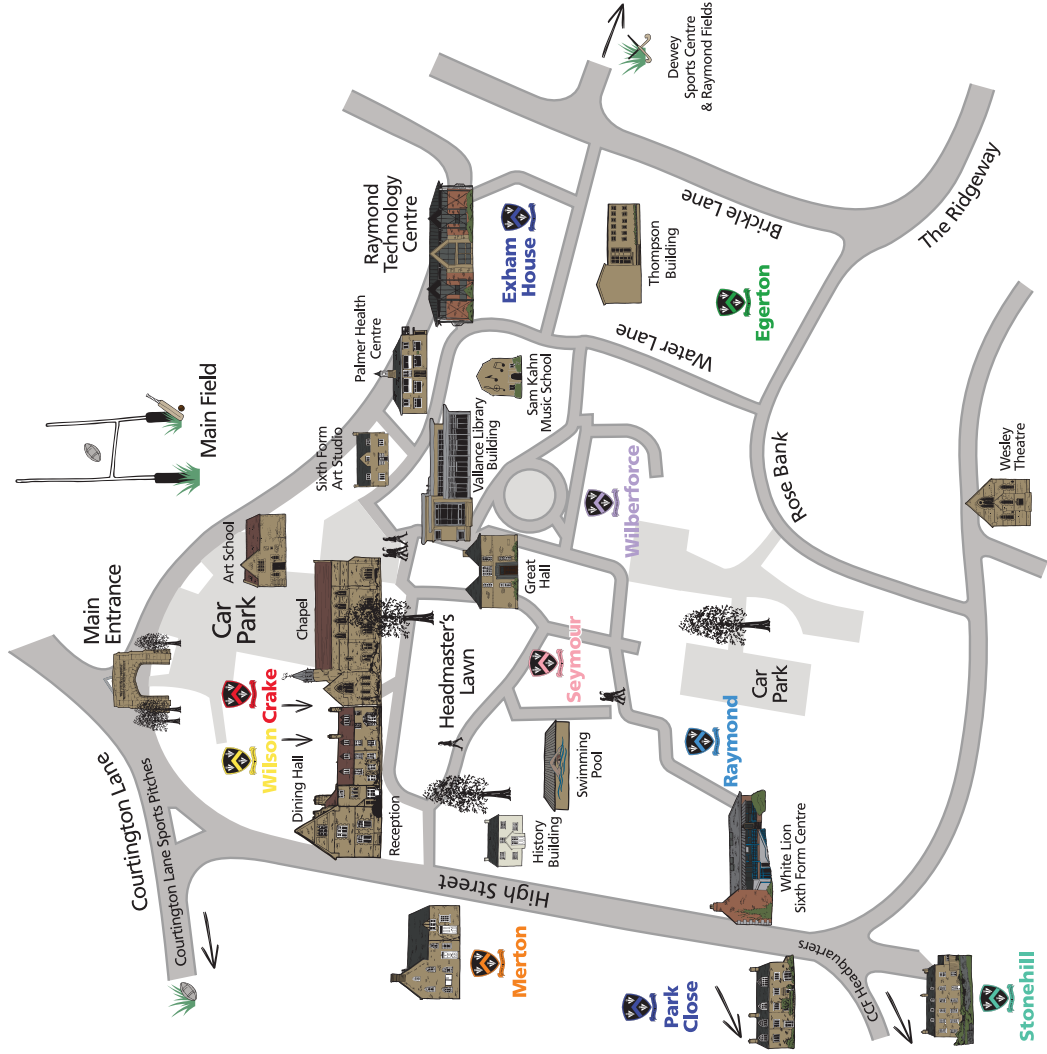 Dewey
Sports Centre
& Raymond Fields
The Ridgeway
Brickle Lane
Raymond
Technology
Centre
Exham
House
Thompson
Building
Egerton
Water Lane
Palmer Health
Centre
Sam Kahn
Music School
Main Field
Sixth Form
Art Studio
Vallance Library
Building
Wilberforce
Rose Bank
Wesley
Theatre
Art School
Great
Hall
Main
Entrance
Car
Park
Chapel
Headmaster's
Lawn
Seymour
Crake
Wilson
Dining Hall
Reception
Swimming
Pool
History
Building
Raymond
Car
Park
White Lion
Sixth Form Centre
Courtington Lane
Courtington Lane Sports Pitches
High Street
Merton
Park
Close
CCF Headquarters
Stonehill